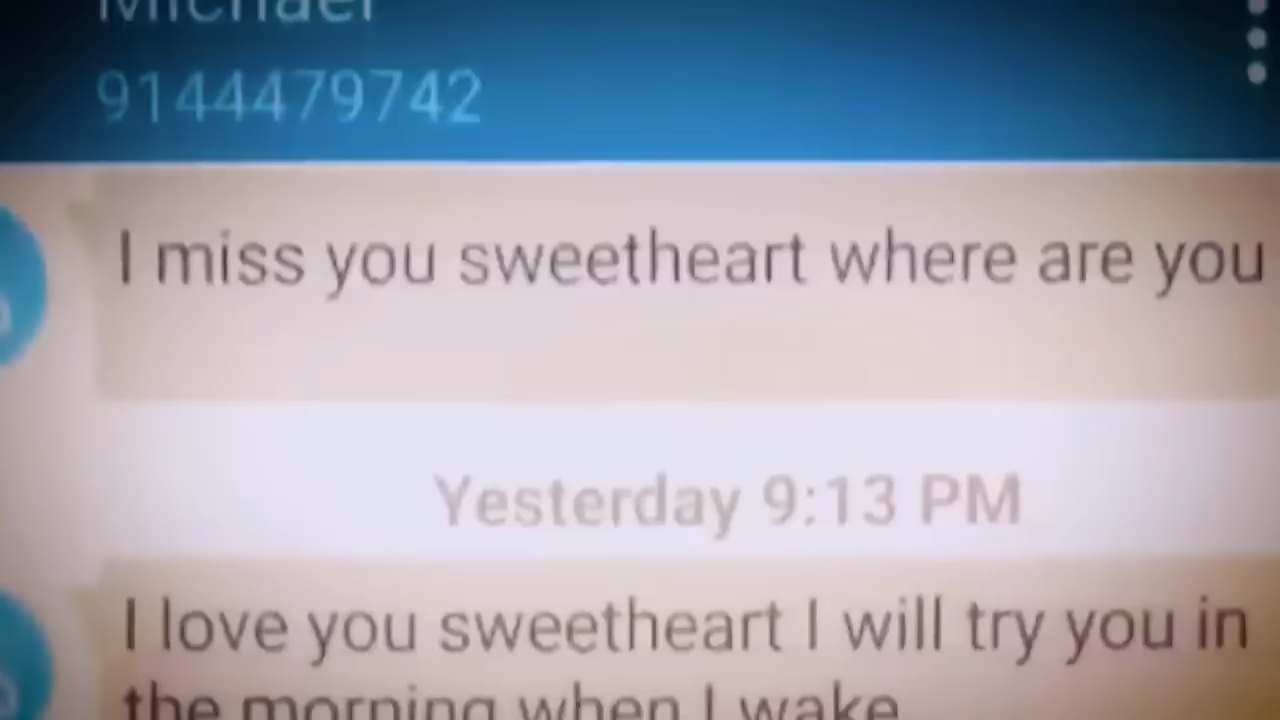 Michael
9144479742
I miss you sweetheart where are you
Yesterday 9:13 PM
I love you sweetheart I will try you in
the morning when I wake